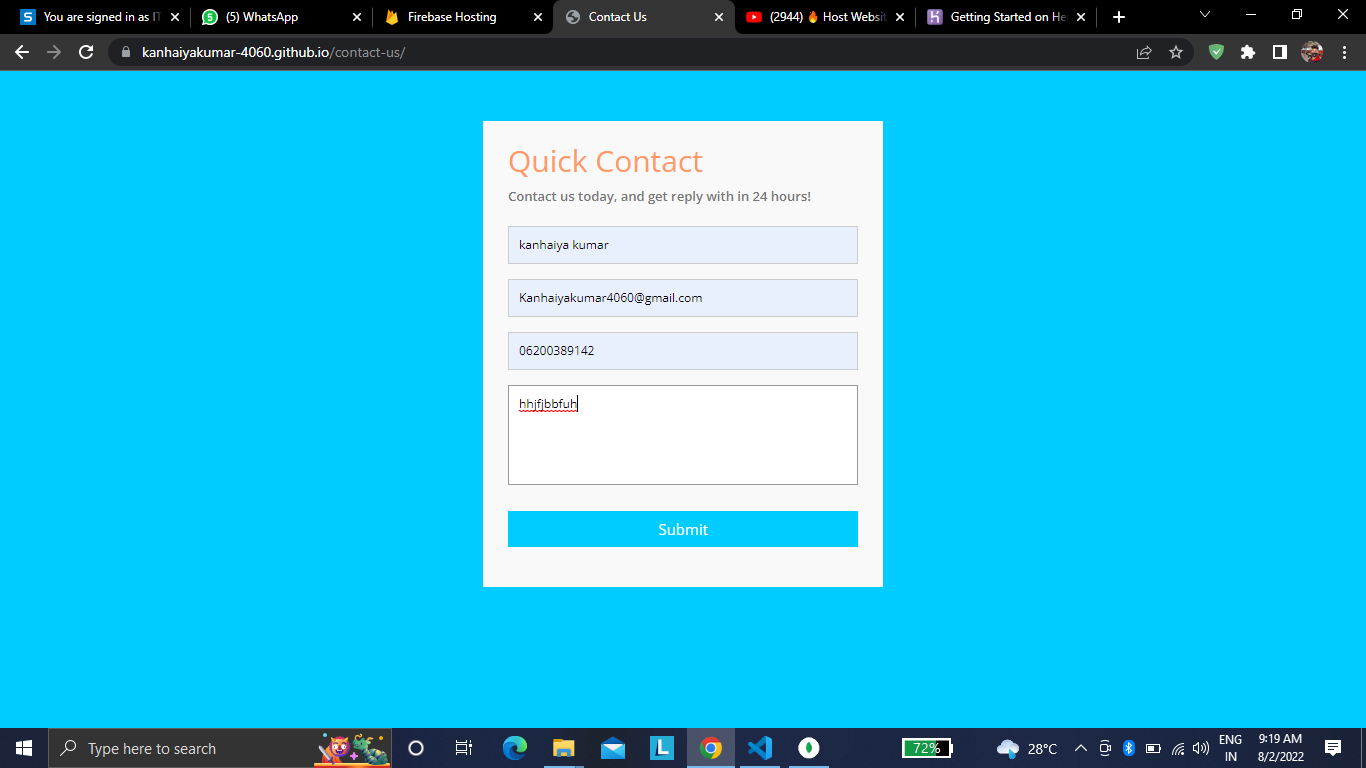 You are signed in as IT
(5) WhatsApp
Firebase Hosting
Contact Us
(2944) 🔥 Host Websit
Getting Started on He
kanhaiyakumar-4060.github.io/contact-us/
Quick Contact
Contact us today, and get reply with in 24 hours!
kanhaiya kumar
Kanhaiyakumar4060@gmail.com
06200389142
hhjfjbbfuh
Submit
Type here to search
72%
28°C
ENG
IN
9:19 AM
8/2/2022